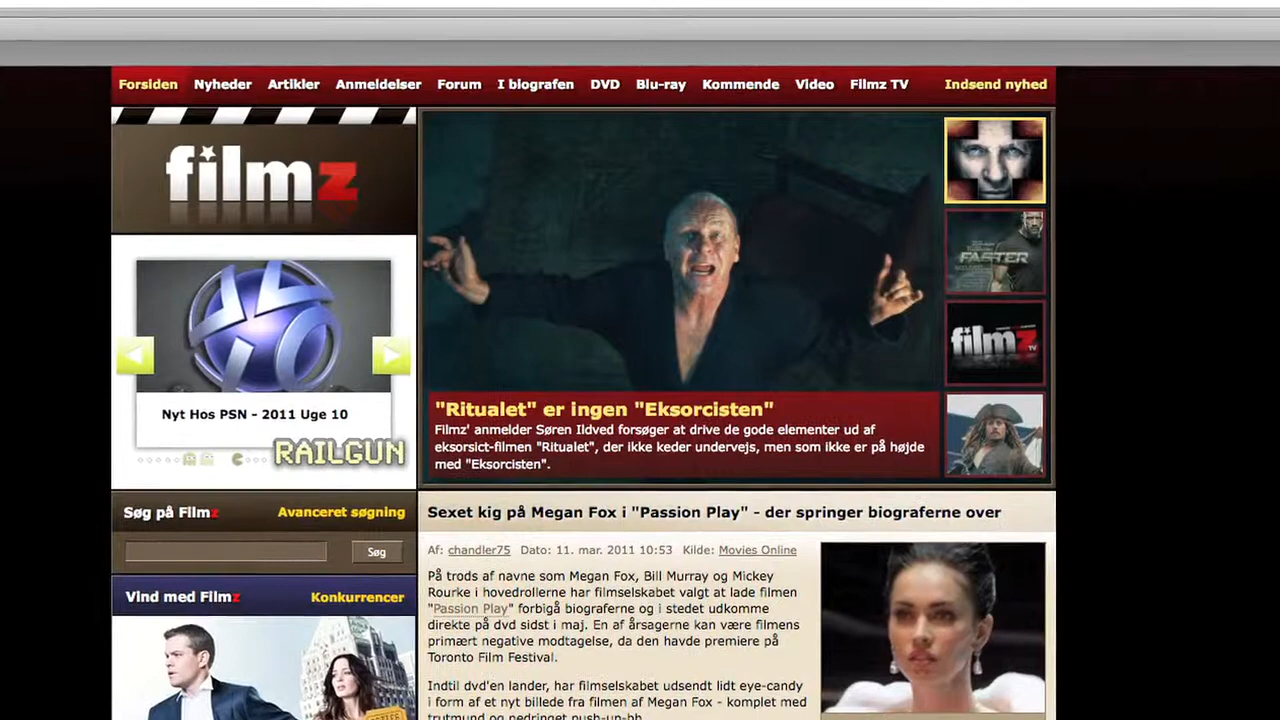 Forsiden Nyheder Artikler Anmeldelser Forum I biografen DVD Blu-ray Kommende Video Filmz TV Indsend nyhed
filmz
Nyt Hos PSN - 2011 Uge 10
RAILGUN
"Ritualet" er ingen "Eksorcisten"
Filmz' anmelder Søren Ildved forsøger at drive de gode elementer ud af
eksorsict-filmen "Ritualet", der ikke keder undervejs, men som ikke er på højde
med "Eksorcisten".
FASTER
filmz TV
Søg på Filmz Avanceret søgning
Søg
Vind med Filmz Konkurrencer
Sexet kig på Megan Fox i "Passion Play" - der springer biograferne over
Af: chandler75 Dato: 11. mar. 2011 10:53 Kilde: Movies Online
På trods af navne som Megan Fox, Bill Murray og Mickey
Rourke i hovedrollerne har filmselskabet valgt at lade filmen
"Passion Play" forbigå biograferne og i stedet udkomme
direkte på dvd sidst i maj. En af årsagerne kan være filmens
primært negative modtagelse, da den havde premiere på
Toronto Film Festival.
Indtil dvd'en lander, har filmselskabet udsendt lidt eye-candy
i form af et nyt billede fra filmen af Megan Fox - komplet med
trutmund og nedringet push-up-bh.